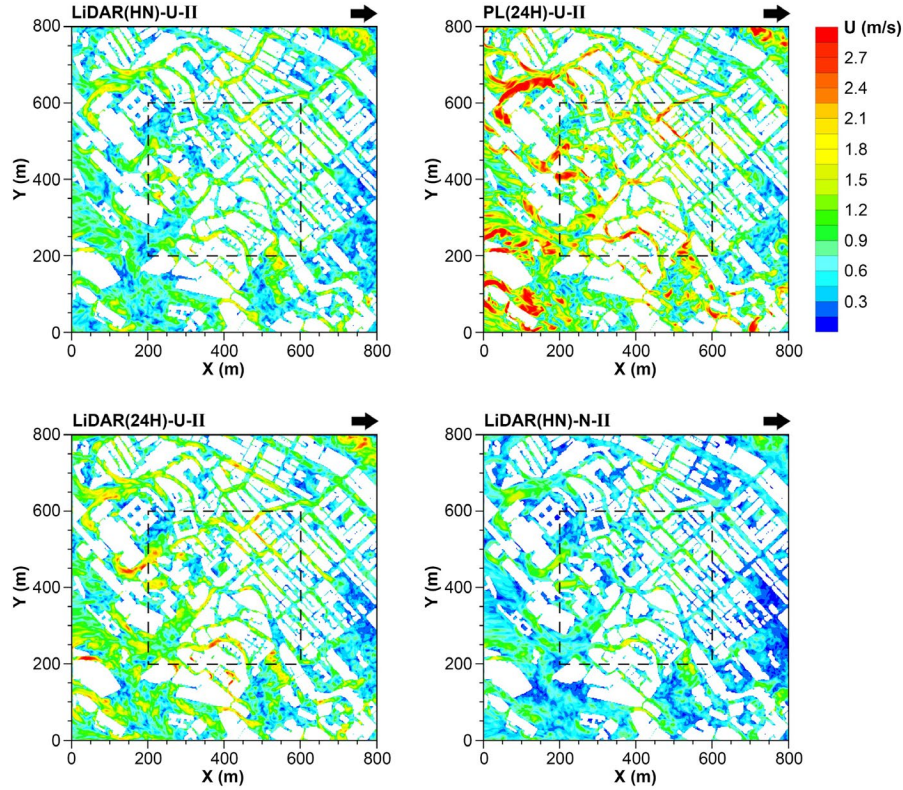 LiDAR(HN)-U-II
PL(24H)-U-II
U (m/s)
800
600
400
200
0
Y (m)
0 200 400 600 800
X (m)
800
600
400
200
0
Y (m)
0 200 400 600 800
X (m)
2.7
2.4
2.1
1.8
1.5
1.2
0.9
0.6
0.3
LiDAR(24H)-U-II
LiDAR(HN)-N-II
800
600
400
200
0
Y (m)
0 200 400 600 800
X (m)
800
600
400
200
0
Y (m)
0 200 400 600 800
X (m)